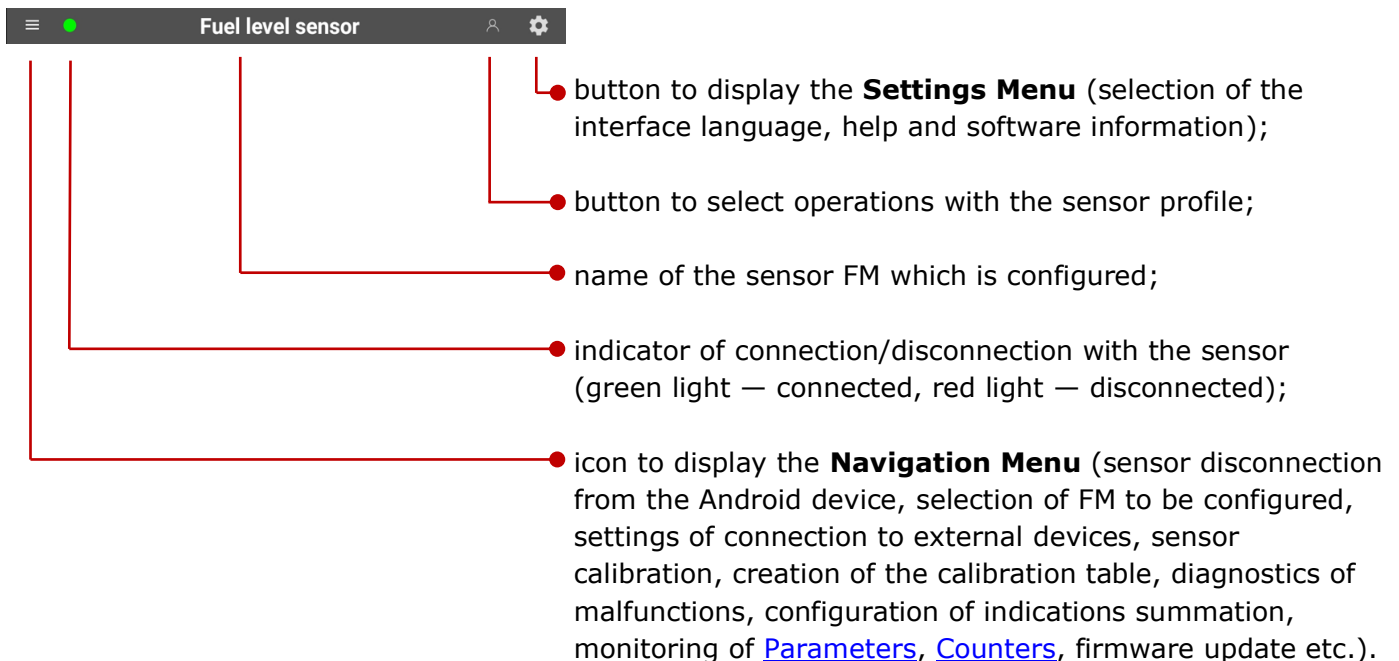 Fuel level sensor
button to display the Settings Menu (selection of the
interface language, help and software information);
button to select operations with the sensor profile;
name of the sensor FM which is configured;
indicator of connection/disconnection with the sensor
(green light — connected, red light — disconnected);
icon to display the Navigation Menu (sensor disconnection
from the Android device, selection of FM to be configured,
settings of connection to external devices, sensor
calibration, creation of the calibration table, diagnostics of
malfunctions, configuration of indications summation,
monitoring of Parameters, Counters, firmware update etc.).